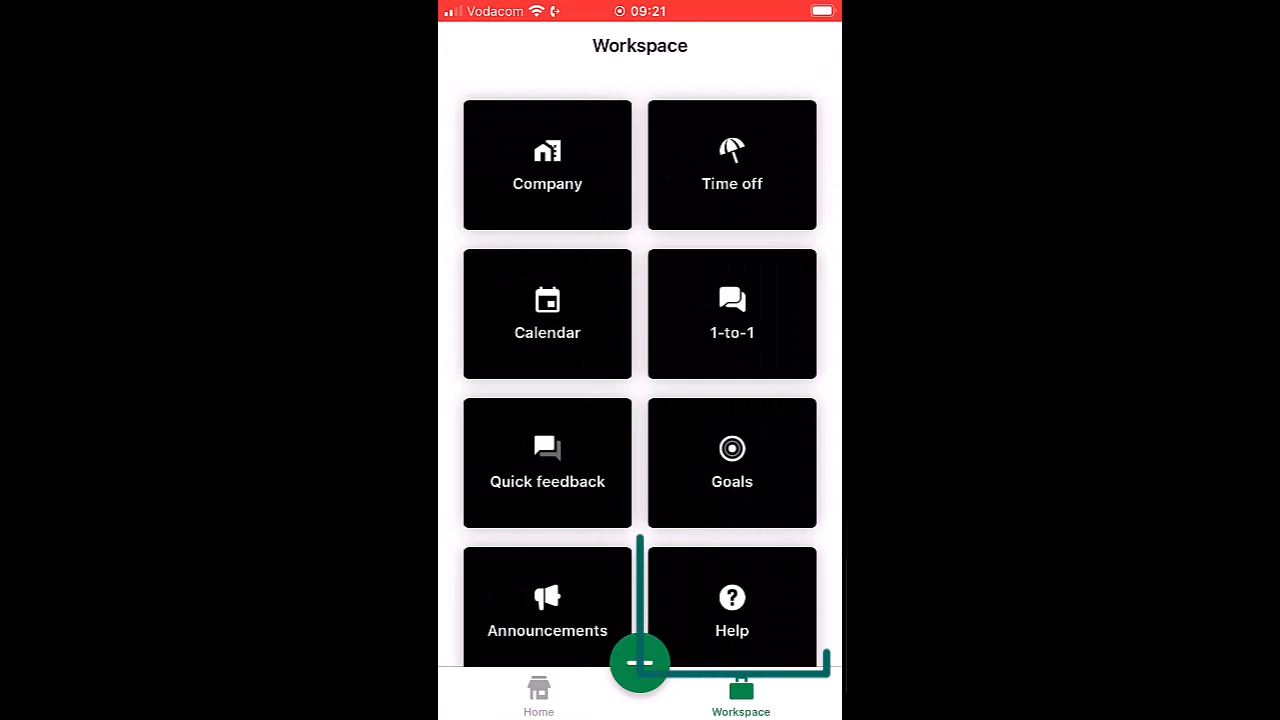 Vodacom 09:21
Workspace
Company
Time off
Calendar
1-to-1
Quick feedback
Goals
Announcements
Help
Home
Workspace